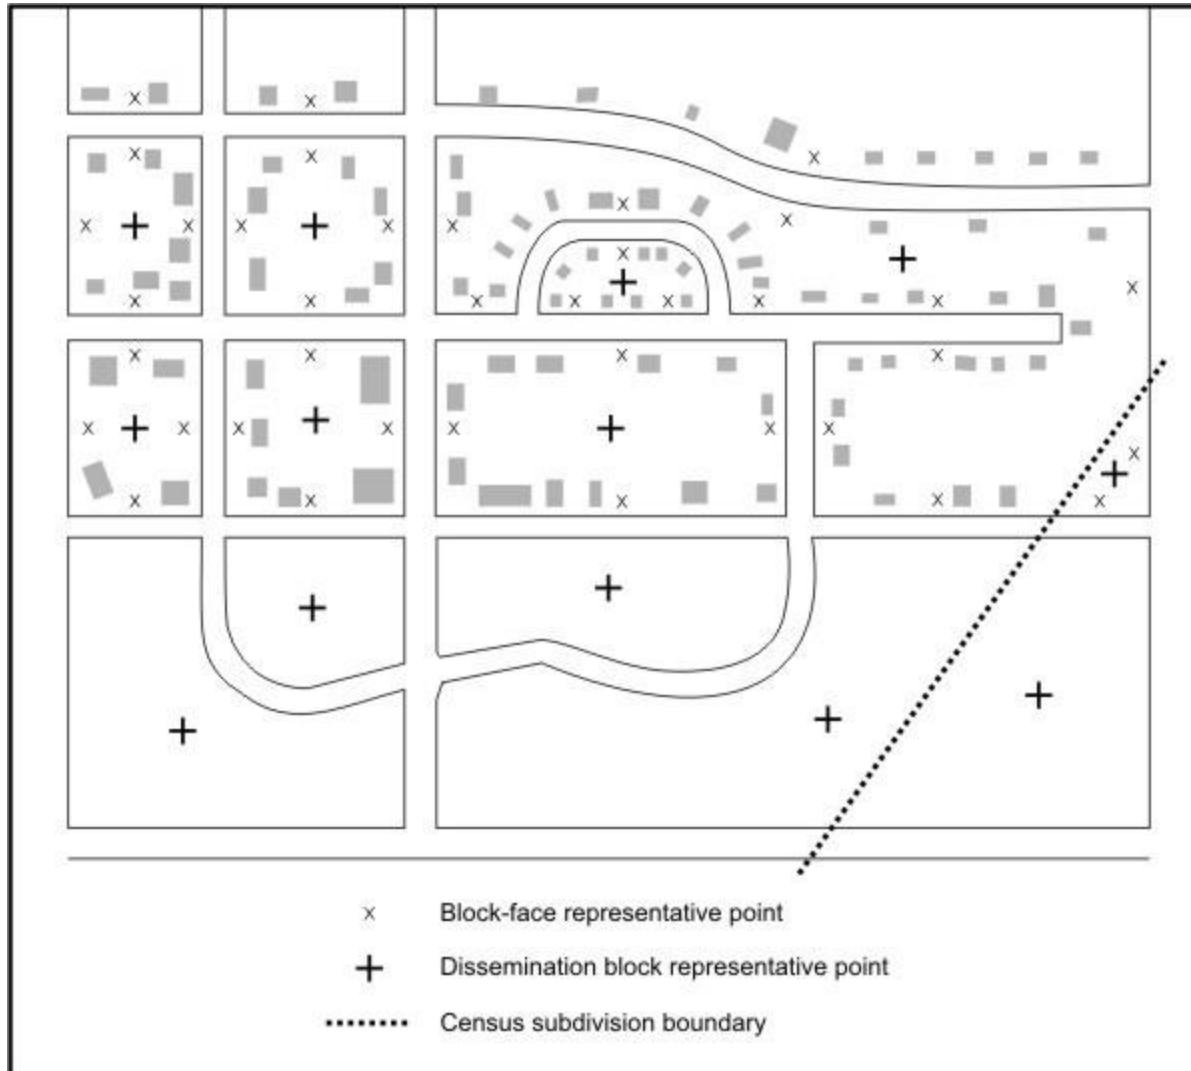 Block-face representative point
Dissemination block representative point
Census subdivision boundary